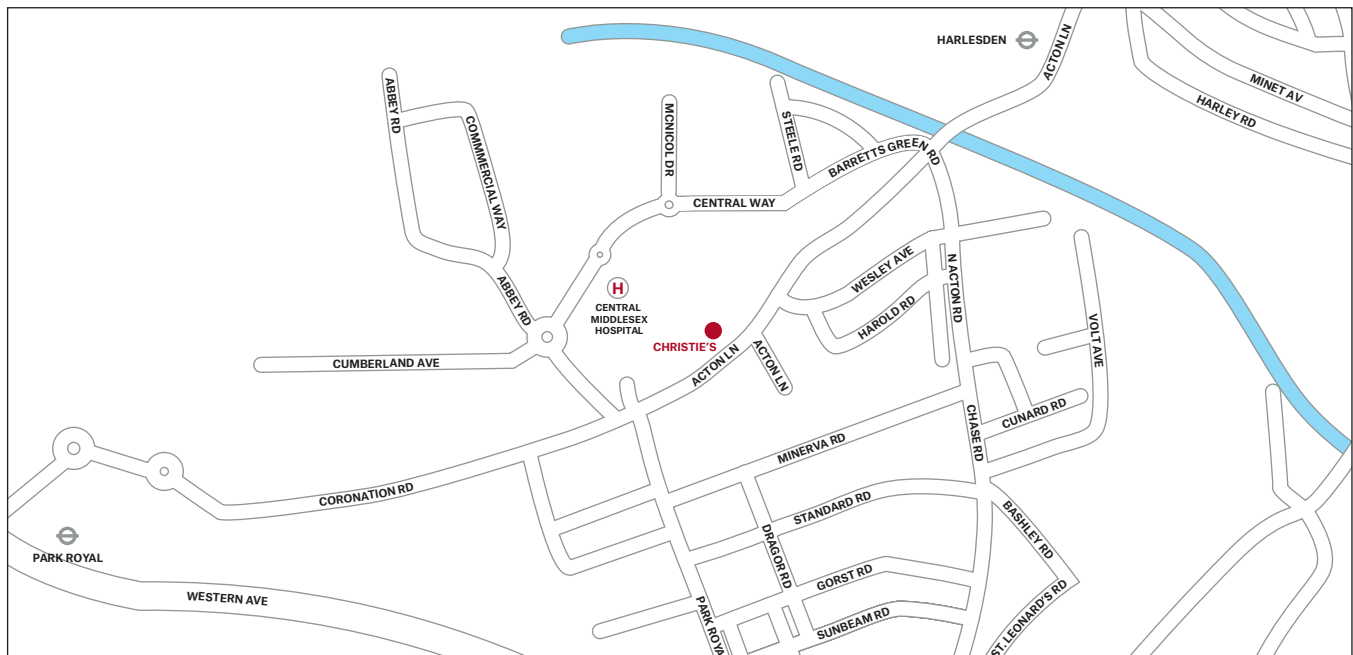 HARLESDEN
ACTON LN
MINET AV
HARLEY RD
ABBEY RD
COMMMERCIAL WAY
MCNICOL DR
STEELE RD
BARRETTS GREEN RD
CENTRAL WAY
WESLEY AVE
N ACTON RD
HAROLD RD
VOLT AVE
ABBEY RD
H
CENTRAL
MIDDLESEX
HOSPITAL
CHRISTIE'S
ACTON LN
ACTON LN
CUMBERLAND AVE
CUNARD RD
CHASE RD
MINERVA RD
CORONATION RD
STANDARD RD
BASHLEY RD
DRAGOR RD
PARK ROYAL
GORST RD
WESTERN AVE
PARK ROYA
SUNBEAM RD
ST. LEONARD'S RD